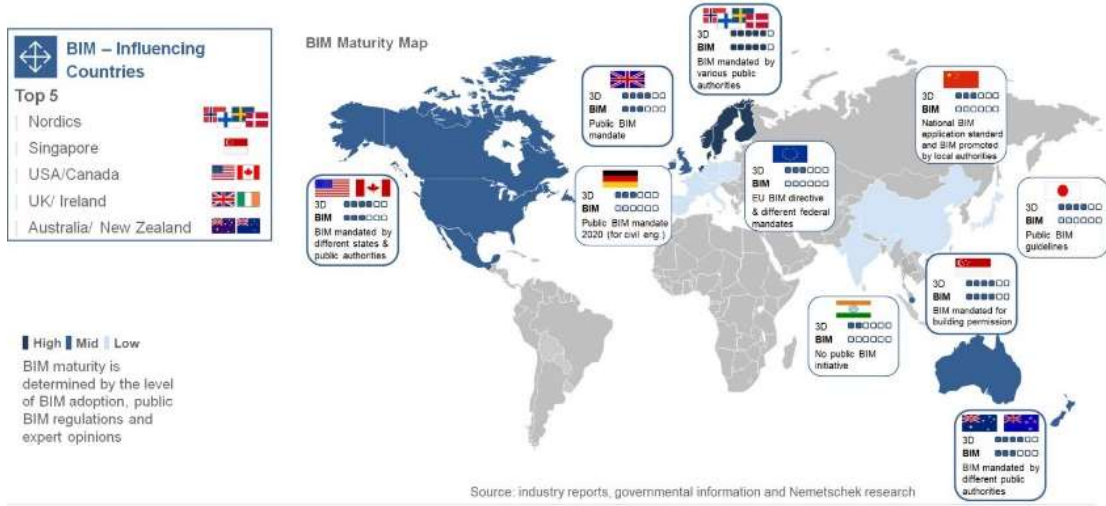 BIM – Influencing
Countries
Top 5
Nordics
Singapore
USA/Canada
UK/ Ireland
Australia/ New Zealand
High Mid Low
BIM maturity is
determined by the level
of BIM adoption, public
BIM regulations and
expert opinions
BIM Maturity Map
3D
BIM
BIM mandated by
various public
authorities
3D
BIM
Public BIM
mandate
3D
BIM
National BIM
application standard
and BIM promoted
by local authorities
3D
BIM
BIM mandated by
different states &
public authorities
3D
BIM
Public BIM mandate
2020 (for civil eng.)
3D
BIM
EU BIM directive
& different federal
mandates
3D
BIM
Public BIM
guidelines
3D
BIM
BIM mandated for
building permission
3D
BIM
No public BIM
initiative
3D
BIM
BIM mandated by
different public
authorities
Source: industry reports, governmental information and Nemetschek research